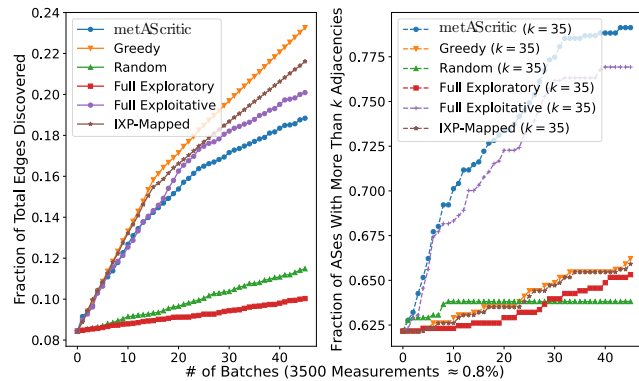 Fraction of Total Edges Discovered
0.24
0.22
0.20
0.18
0.16
0.14
0.12
0.10
0.08
metAScritic
Greedy
Random
Full Exploratory
Full Exploitative
IXP-Mapped
0 10 20 30 40
Fraction of ASes With More Than k Adjacencies
0.775
0.750
0.725
0.700
0.675
0.650
0.625
metAScritic (k = 35)
Greedy (k = 35)
Random (k = 35)
Full Exploratory (k = 35)
Full Exploitative (k = 35)
IXP-Mapped (k = 35)
0 10 20 30 40
# of Batches (3500 Measurements ≈ 0.8%)